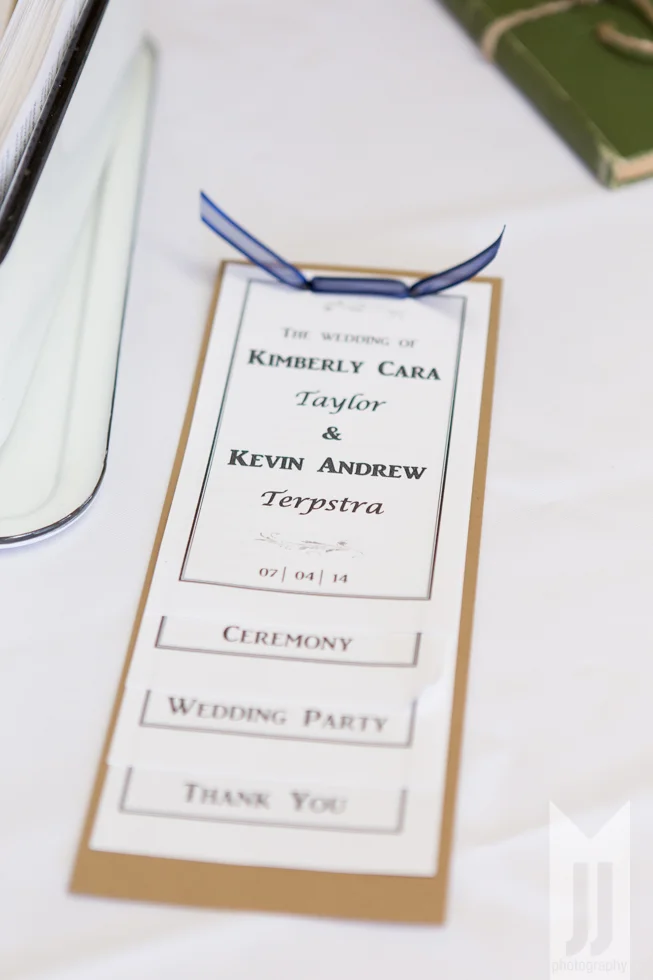 The wedding of
Kimberly Cara
Taylor
&
Kevin Andrew
Terpstra
07| 04| 14
Ceremony
Wedding Party
Thank You
JJ
photography